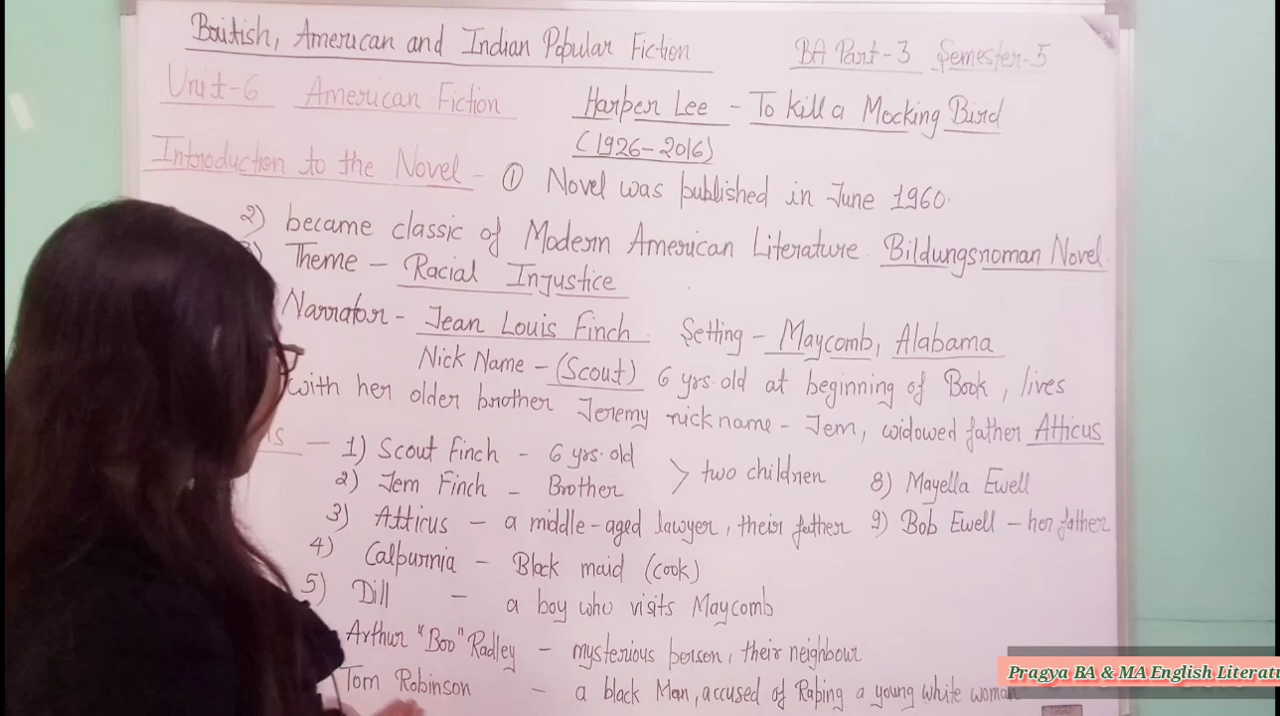 British, American and Indian Popular Fiction BA Part-3 Semester-5
Unit-6 American Fiction Harper Lee - To Kill a Mocking Bird
(1926-2016)
Introduction to the Novel - ① Novel was published in June 1960.
2) became classic of Modern American Literature. Bildungsnoman Novel.
3) Theme - Racial Injustice
Narrator - Jean Louis Finch. Setting - Maycomb, Alabama
Nick Name - (Scout) 6 yrs. old at beginning of Book, lives
with her older brother Jeremy nick name - Jem, widowed father Atticus
- 1) Scout Finch - 6 yrs. old
2) Jem Finch - Brother > two children 8) Mayella Ewell
3) Atticus - a middle-aged lawyer, their father 9) Bob Ewell - her father
4) Calpurnia - Black maid (cook)
5) Dill - a boy who visits Maycomb
Arthur "Boo" Radley - mysterious person, their neighbour
Tom Robinson - a black Man, accused of Raping a young white woman
Pragya BA & MA English Literatu